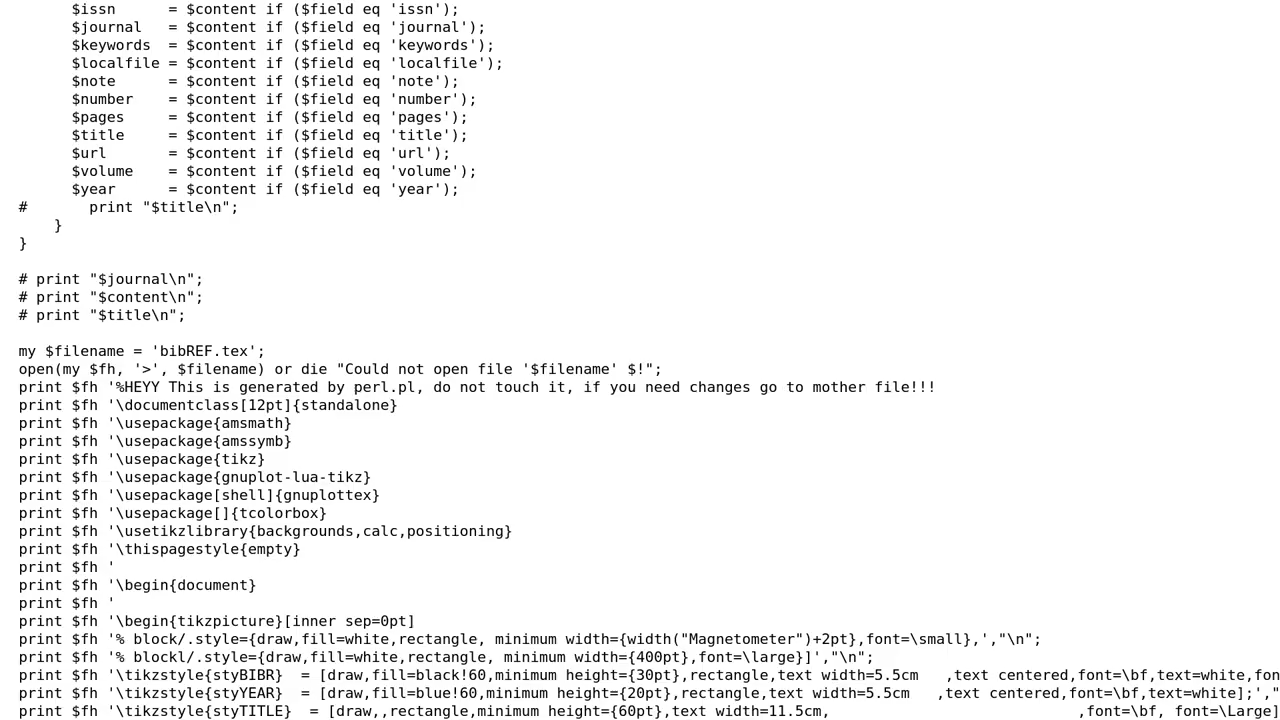 $issn      = $content if ($field eq 'issn');
$journal   = $content if ($field eq 'journal');
$keywords  = $content if ($field eq 'keywords');
$localfile = $content if ($field eq 'localfile');
$note      = $content if ($field eq 'note');
$number    = $content if ($field eq 'number');
$pages     = $content if ($field eq 'pages');
$title     = $content if ($field eq 'title');
$url       = $content if ($field eq 'url');
$volume    = $content if ($field eq 'volume');
$year      = $content if ($field eq 'year');
#       print "$title\n";
    }
}

# print "$journal\n";
# print "$content\n";
# print "$title\n";

my $filename = 'bibREF.tex';
open(my $fh, '>', $filename) or die "Could not open file '$filename' $!";
print $fh '%HEYY This is generated by perl.pl, do not touch it, if you need changes go to mother file!!!
print $fh '\documentclass[12pt]{standalone}
print $fh '\usepackage{amsmath}
print $fh '\usepackage{amssymb}
print $fh '\usepackage{tikz}
print $fh '\usepackage{gnuplot-lua-tikz}
print $fh '\usepackage[shell]{gnuplottex}
print $fh '\usepackage[]{tcolorbox}
print $fh '\usetikzlibrary{backgrounds,calc,positioning}
print $fh '\thispagestyle{empty}
print $fh '
print $fh '\begin{document}
print $fh '
print $fh '\begin{tikzpicture}[inner sep=0pt]
print $fh '% block/.style={draw,fill=white,rectangle, minimum width={width("Magnetometer")+2pt},font=\small},',"\n";
print $fh '% blockl/.style={draw,fill=white,rectangle, minimum width={400pt},font=\large}]',"\n";
print $fh '\tikzstyle{styBIBR}  = [draw,fill=black!60,minimum height={30pt},rectangle,text width=5.5cm   ,text centered,font=\bf,text=white,fon
print $fh '\tikzstyle{styYEAR}  = [draw,fill=blue!60,minimum height={20pt},rectangle,text width=5.5cm   ,text centered,font=\bf,text=white];',"
print $fh '\tikzstyle{styTITLE}  = [draw,,rectangle,minimum height={60pt},text width=11.5cm,                            ,font=\bf, font=\Large]